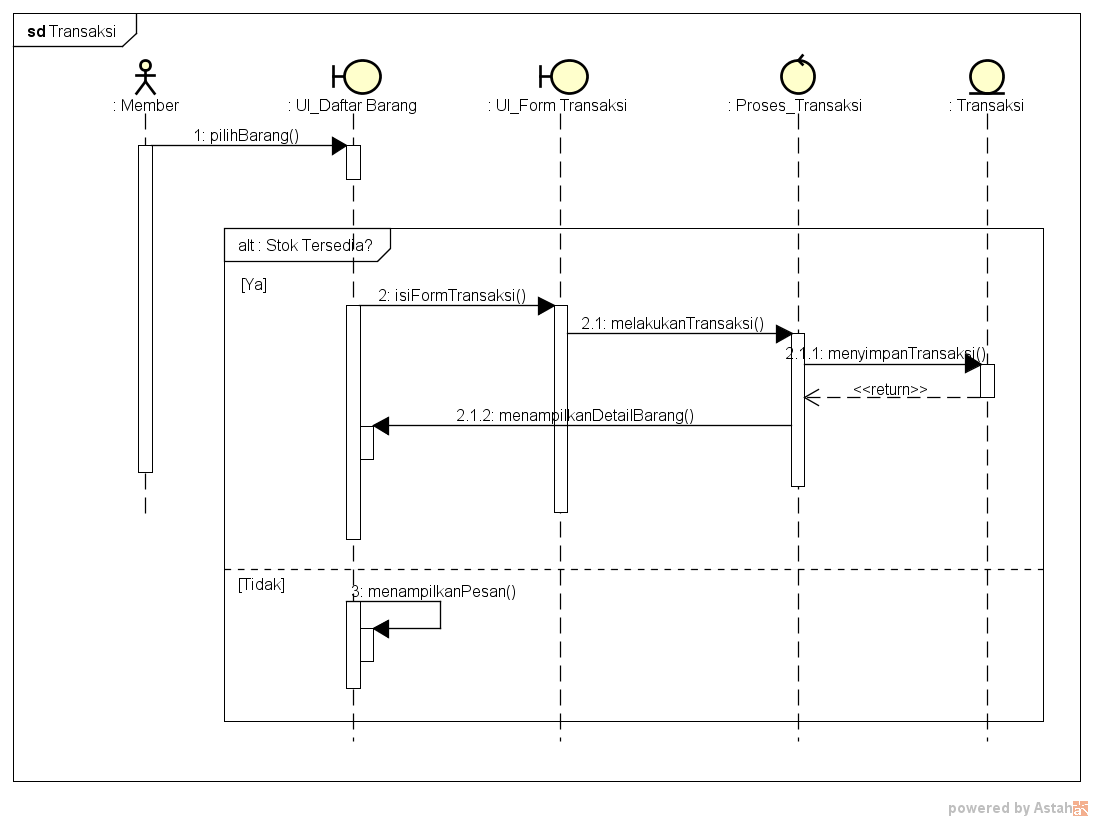 sd Transaksi
: Member
: UI_Daftar Barang
: UI_Form Transaksi
: Proses_Transaksi
: Transaksi
1: pilihBarang()
alt : Stok Tersedia?
[Ya]
2: isiFormTransaksi()
2.1: melakukanTransaksi()
2.1.1: menyimpanTransaksi()
<<return>>
2.1.2: menampilkanDetailBarang()
[Tidak]
3: menampilkanPesan()
powered by Astah